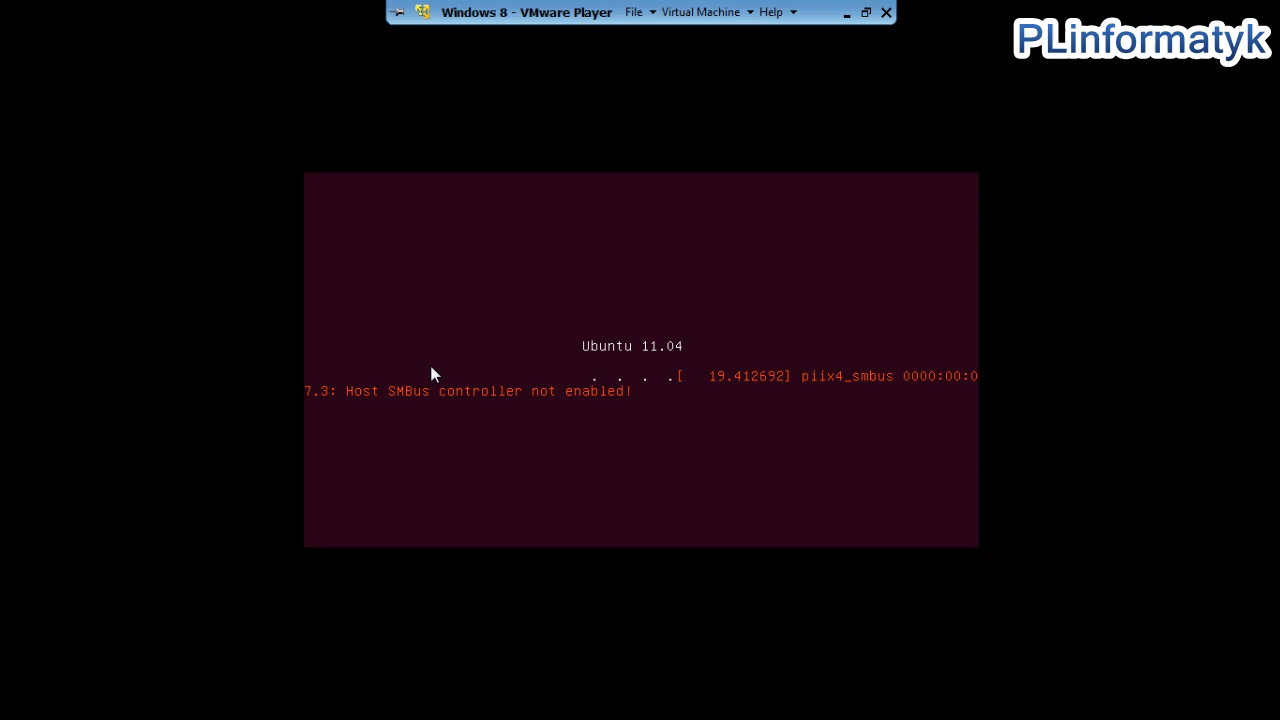 Windows 8 - VMware Player File Virtual Machine Help
PLinformatyk
Ubuntu 11.04
. . . .[ 19.412692] piix4_smbus 0000:00:0
7.3: Host SMBus controller not enabled!